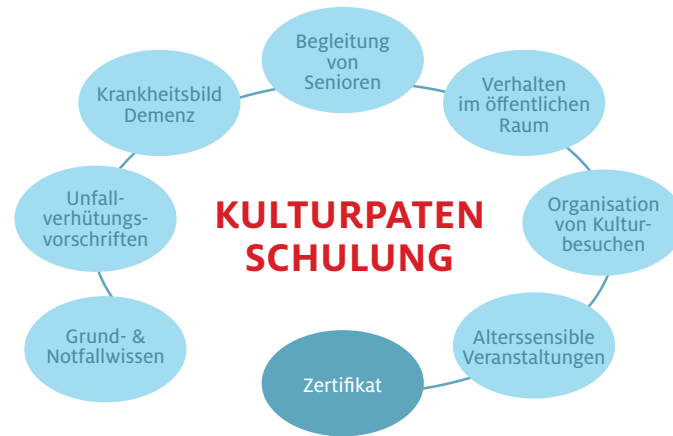 Begleitung
von
Senioren
Krankheitsbild
Demenz
Verhalten
im öffentlichen
Raum
Unfall-
verhütungs-
vorschriften
KULTURPATEN
SCHULUNG
Organisation
von Kultur-
besuchen
Grund- &
Notfallwissen
Alterssensible
Veranstaltungen
Zertifikat